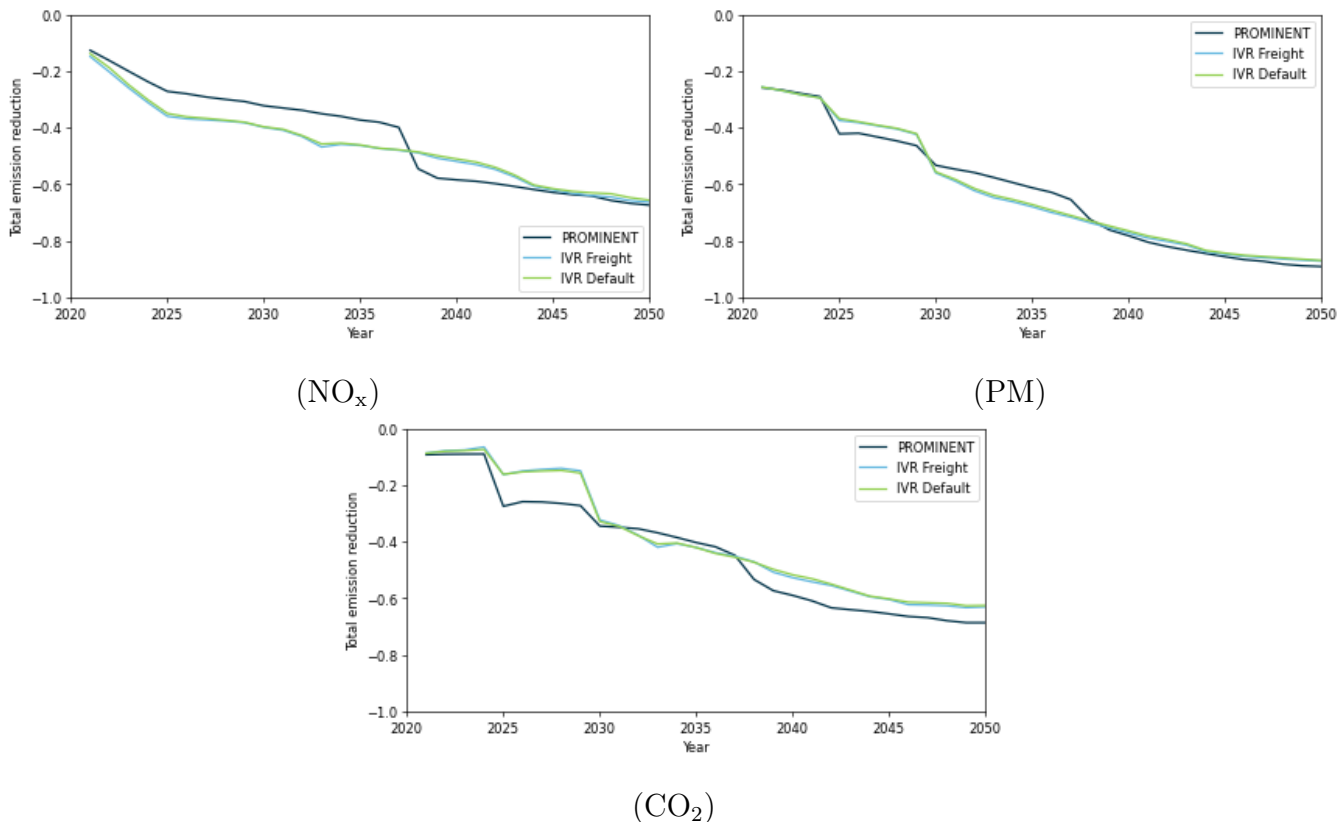 0.0
−0.2
−0.4
−0.6
−0.8
−1.0
Total emission reduction
2020 2025 2030 2035 2040 2045 2050
Year
PROMINENT
IVR Freight
IVR Default
(NOx)
0.0
−0.2
−0.4
−0.6
−0.8
−1.0
Total emission reduction
2020 2025 2030 2035 2040 2045 2050
Year
PROMINENT
IVR Freight
IVR Default
(PM)
0.0
−0.2
−0.4
−0.6
−0.8
−1.0
Total emission reduction
2020 2025 2030 2035 2040 2045 2050
Year
PROMINENT
IVR Freight
IVR Default
(CO₂)